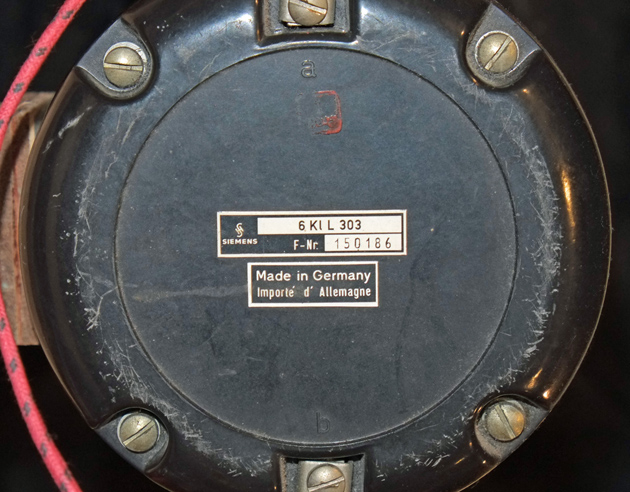 a
SIEMENS
6 Kl L 303
F-Nr. 150186
Made in Germany
Importé d' Allemagne
b